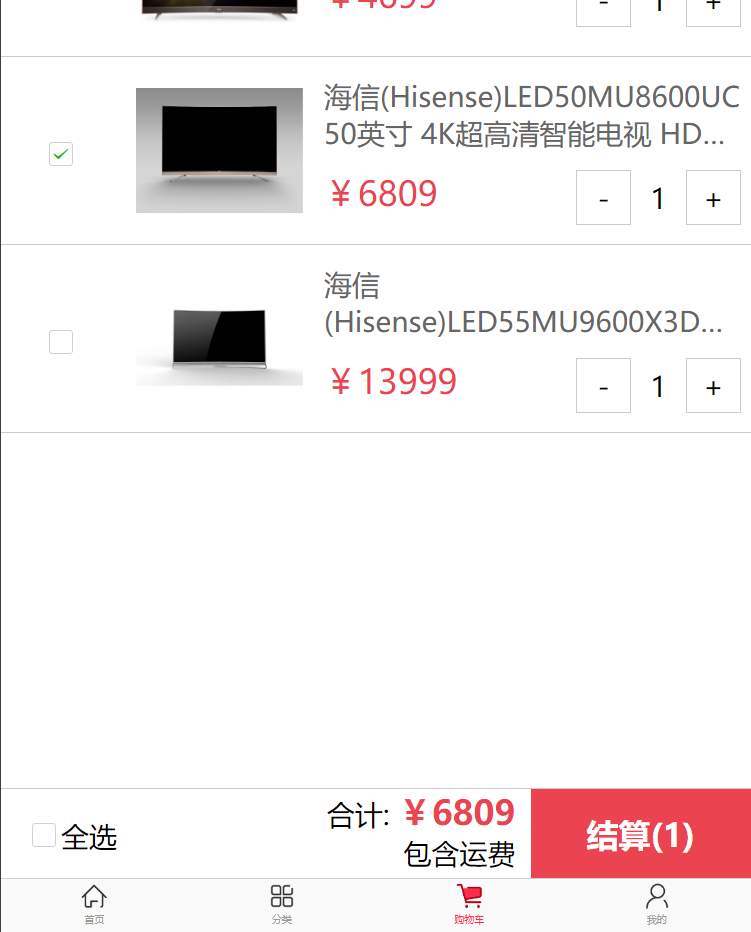 ￥4699
- 1 +
海信(Hisense)LED50MU8600UC
50英寸 4K超高清智能电视 HD...
￥6809
- 1 +
海信
(Hisense)LED55MU9600X3D...
￥13999
- 1 +
全选
合计: ￥6809
包含运费
结算(1)
首页
分类
购物车
我的